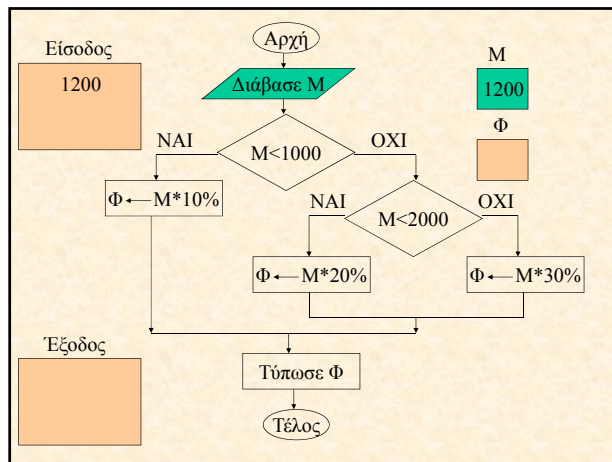 Αρχή
Είσοδος
1200
Διάβασε Μ
Μ
1200
Φ
ΝΑΙ
Μ<1000
ΟΧΙ
Φ ← Μ*10%
ΝΑΙ
Μ<2000
ΟΧΙ
Φ ← Μ*20%
Φ ← Μ*30%
Έξοδος
Τύπωσε Φ
Τέλος